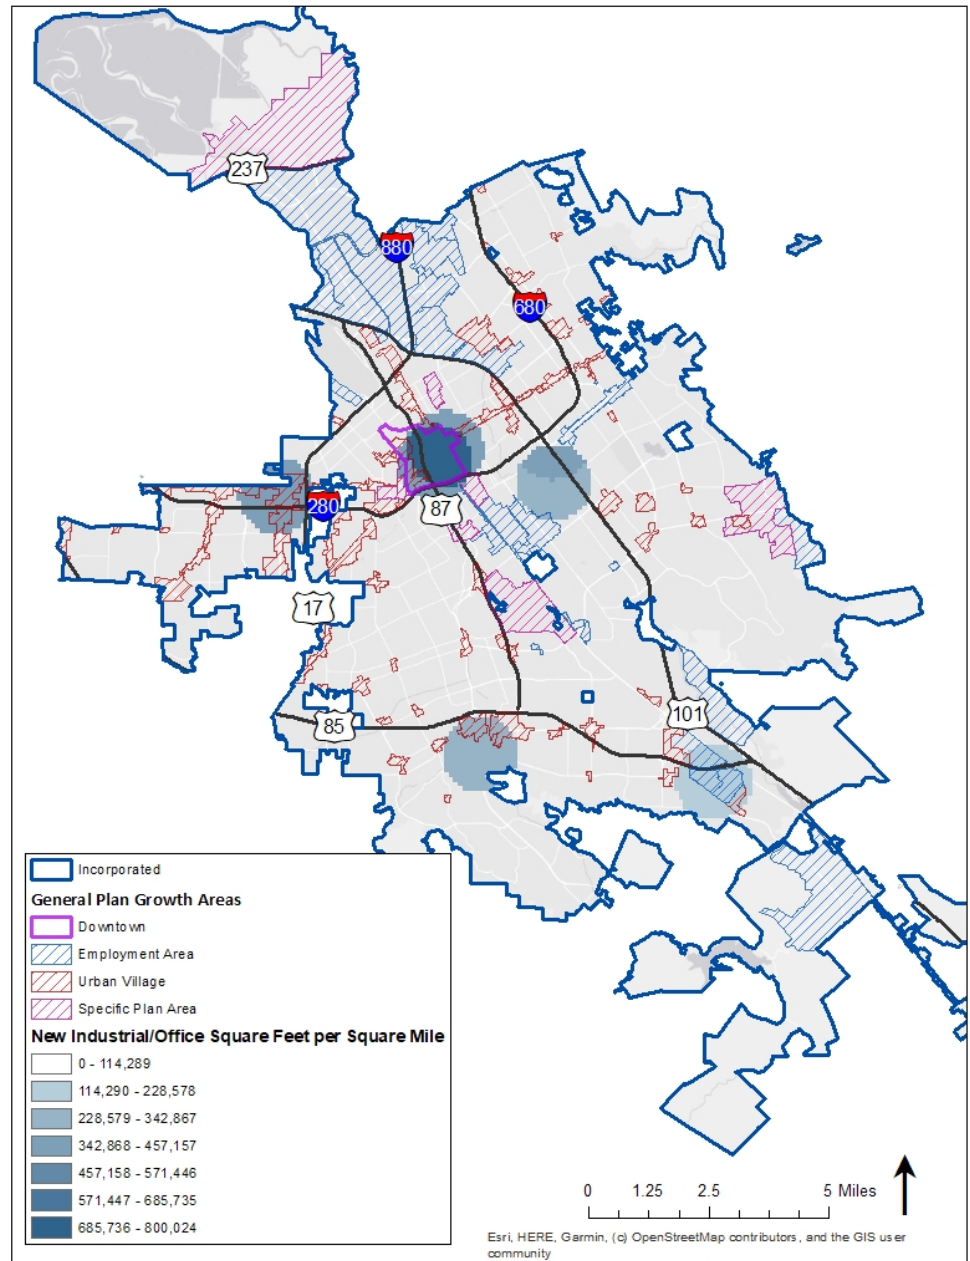 237
880
680
280
87
17
85
101
Incorporated
General Plan Growth Areas
Downtown
Employment Area
Urban Village
Specific Plan Area
New Industrial/Office Square Feet per Square Mile
0 - 114,289
114,290 - 228,578
228,579 - 342,867
342,868 - 457,157
457,158 - 571,446
571,447 - 685,735
685,736 - 800,024
0 1.25 2.5 5 Miles
Esri, HERE, Garmin, (c) OpenStreetMap contributors, and the GIS user
community